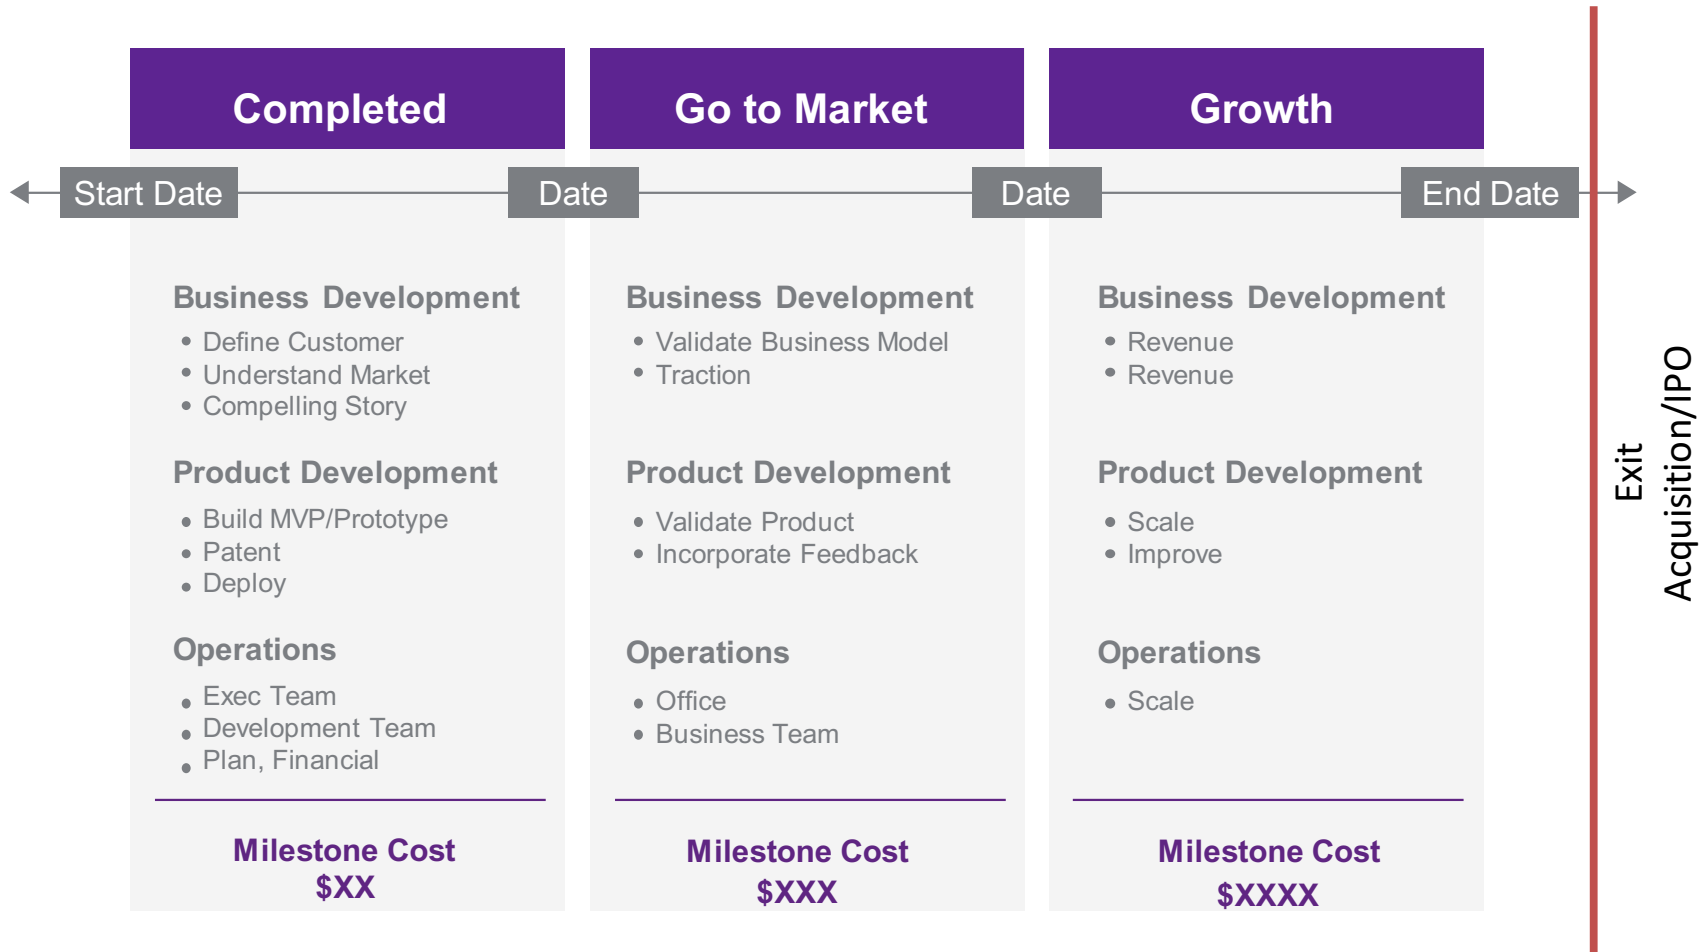 Completed
Start Date
Business Development
• Define Customer
• Understand Market
• Compelling Story
Product Development
• Build MVP/Prototype
• Patent
• Deploy
Operations
• Exec Team
• Development Team
• Plan, Financial
Milestone Cost
$XX
Go to Market
Date
Business Development
• Validate Business Model
• Traction
Product Development
• Validate Product
• Incorporate Feedback
Operations
• Office
• Business Team
Milestone Cost
$XXX
Growth
Date
End Date
Business Development
• Revenue
• Revenue
Product Development
• Scale
• Improve
Operations
• Scale
Milestone Cost
$XXXX
Exit
Acquisition/IPO